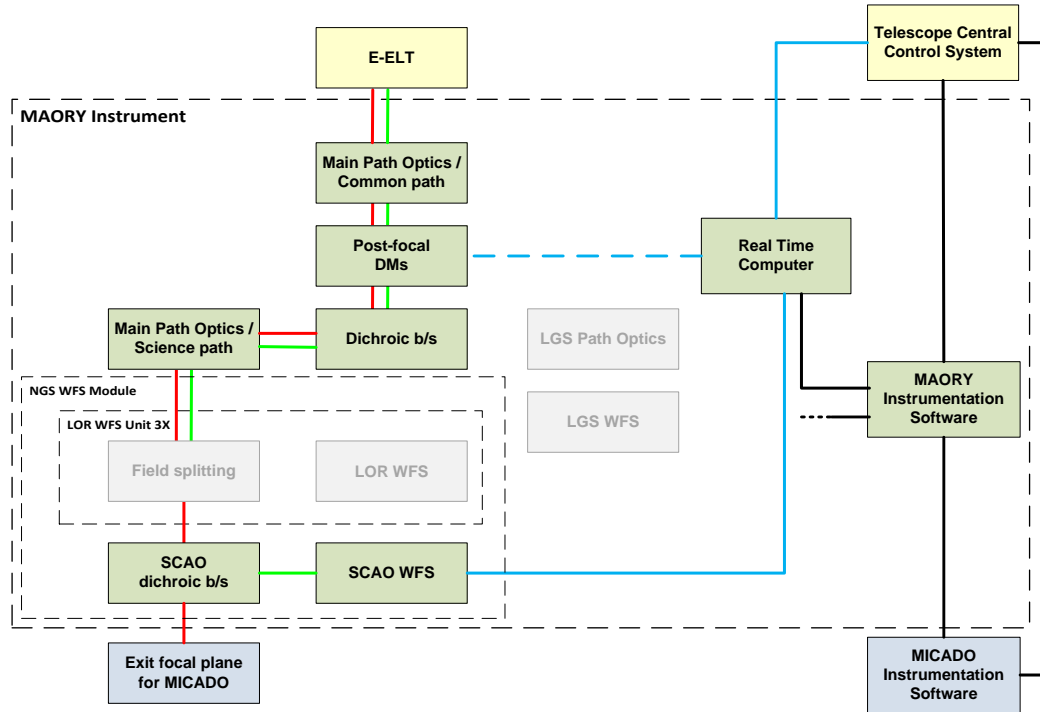 E-ELT
Telescope Central
Control System
MAORY Instrument
Main Path Optics /
Common path
Post-focal
DMs
Real Time
Computer
Main Path Optics /
Science path
Dichroic b/s
LGS Path Optics
MAORY
Instrumentation
Software
NGS WFS Module
LGS WFS
LOR WFS Unit 3X
Field splitting
LOR WFS
SCAO
dichroic b/s
SCAO WFS
Exit focal plane
for MICADO
MICADO
Instrumentation
Software